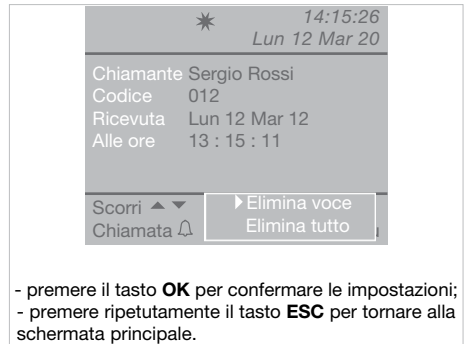 14:15:26
Lun 12 Mar 20
Chiamante Sergio Rossi
Codice 012
Ricevuta Lun 12 Mar 12
Alle ore 13 : 15 : 11
Scorri ▲ ▼
Elimina voce
Chiamata
Elimina tutto
- premere il tasto OK per confermare le impostazioni;
- premere ripetutamente il tasto ESC per tornare alla
schermata principale.